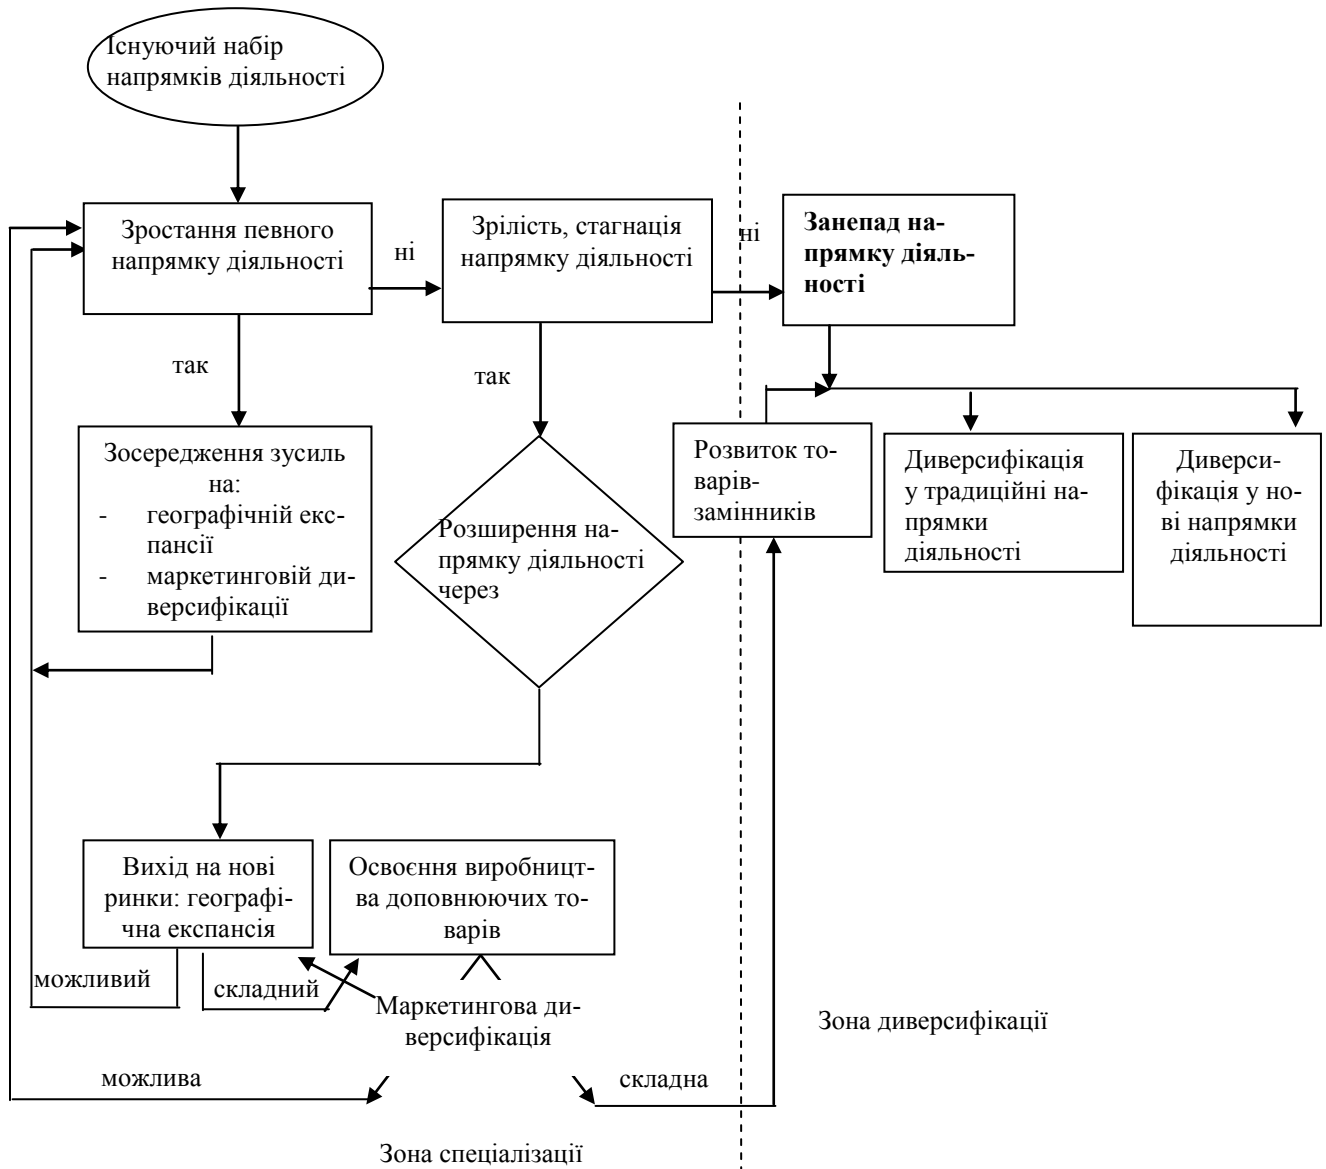 Існуючий набір
напрямків діяльності
Зростання певного
напрямку діяльності
ні
Зрілість, стагнація
напрямку діяльності
ні
Занепад на-
прямку діяль-
ності
так
так
Зосередження зусиль
на:
- географічній екс-
пансії
- маркетинговій ди-
версифікації
Розширення на-
прямку діяльності
через
Розвиток то-
варів-
замінників
Диверсифікація
у традиційні на-
прямки
діяльності
Диверси-
фікація у но-
ві напрямки
діяльності
Вихід на нові
ринки: географі-
чна експансія
Освоєння виробницт-
ва доповнюючих то-
варів
можливий
складний
Маркетингова ди-
версифікація
Зона диверсифікації
можлива
складна
Зона спеціалізації